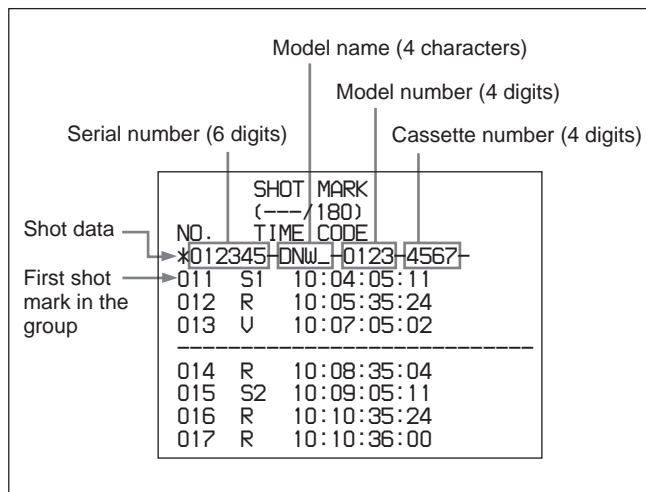 Model name (4 characters)
Model number (4 digits)
Serial number (6 digits)
Cassette number (4 digits)
SHOT MARK
(---/180)
NO. TIME CODE
Shot data
*012345-DNW_-0123-4567-
First shot
mark in the
group
011 S1 10:04:05:11
012 R 10:05:35:24
013 V 10:07:05:02
------------------------------
014 R 10:08:35:04
015 S2 10:09:05:11
016 R 10:10:35:24
017 R 10:10:36:00